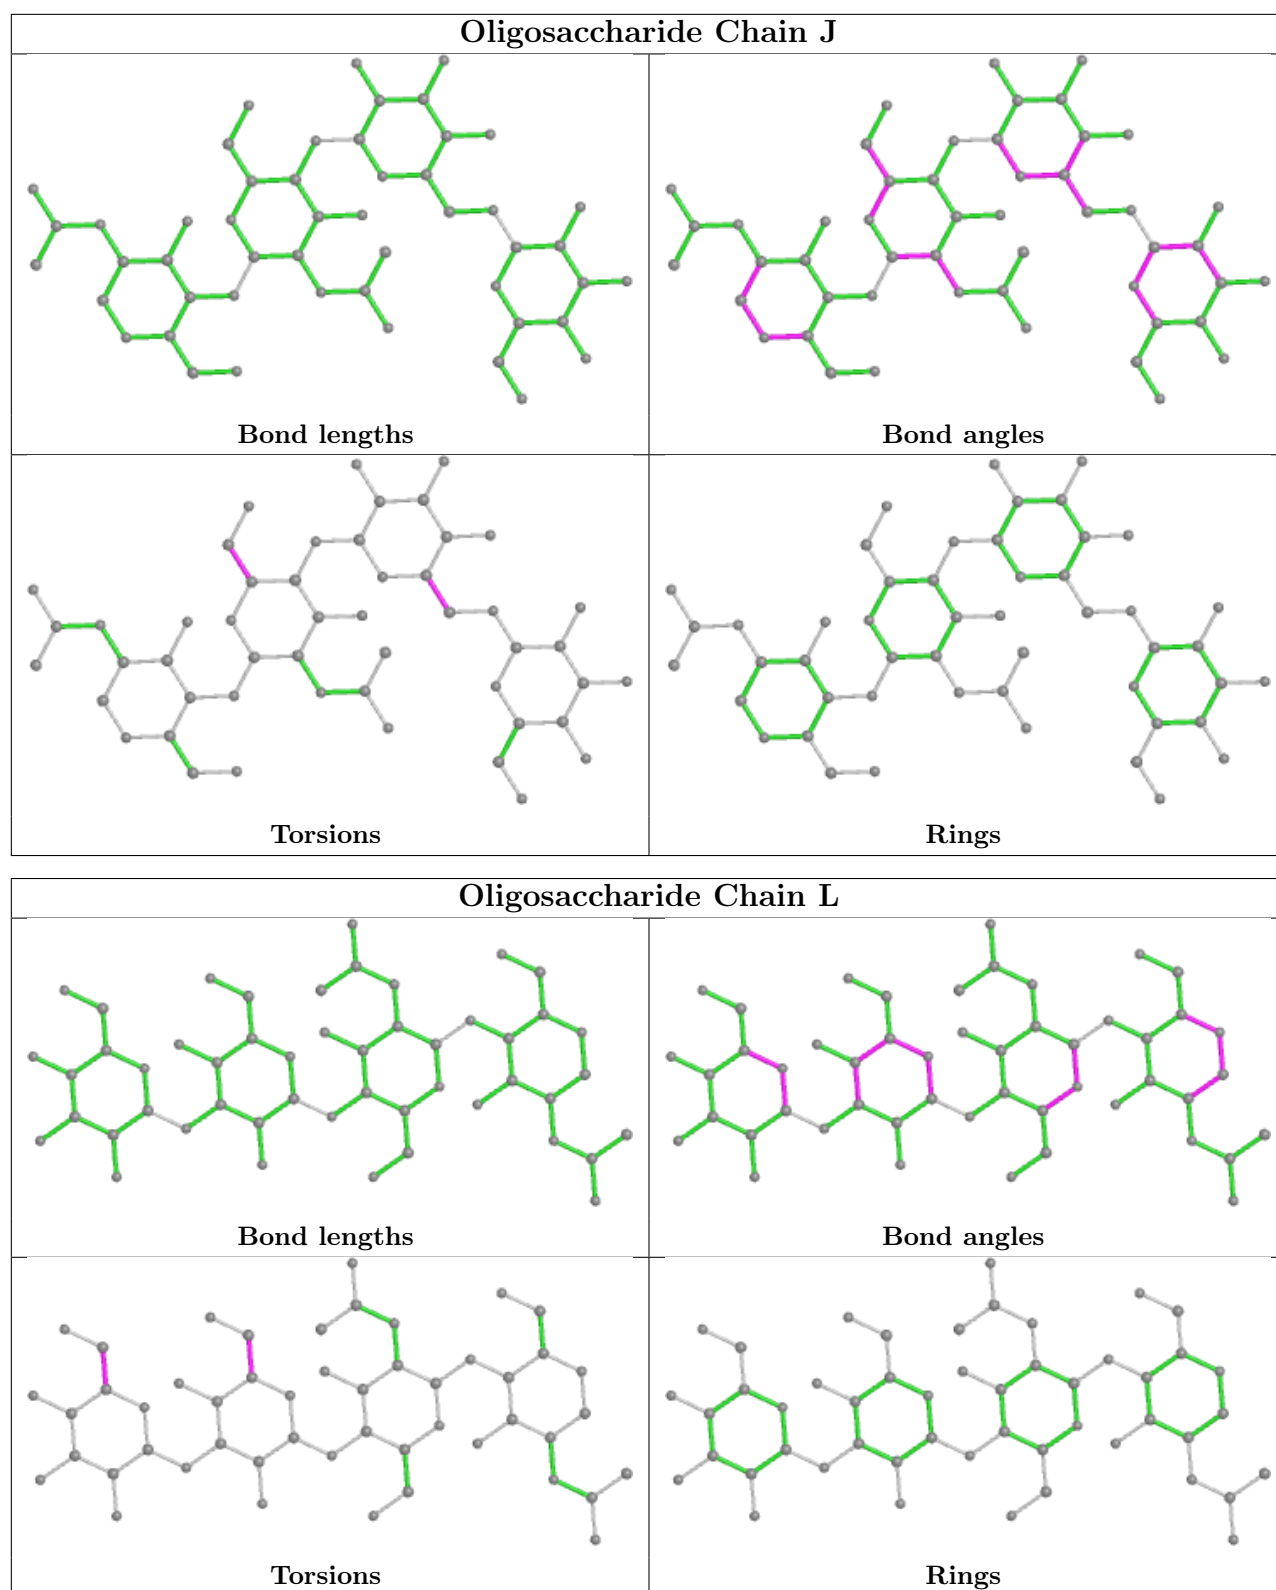 Oligosaccharide Chain J
Bond lengths
Bond angles
Torsions
Rings
Oligosaccharide Chain L
Bond lengths
Bond angles
Torsions
Rings